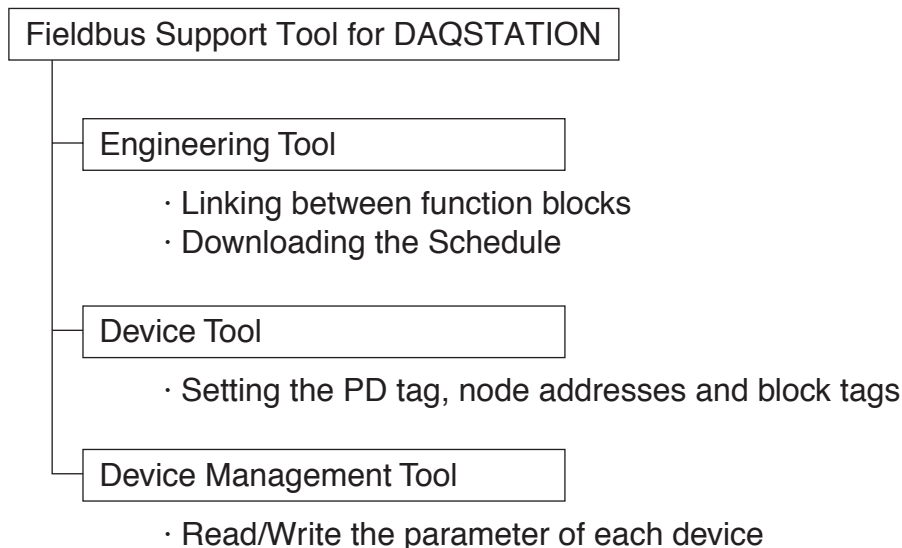 Fieldbus Support Tool for DAQSTATION
Engineering Tool
· Linking between function blocks
· Downloading the Schedule
Device Tool
· Setting the PD tag, node addresses and block tags
Device Management Tool
· Read/Write the parameter of each device